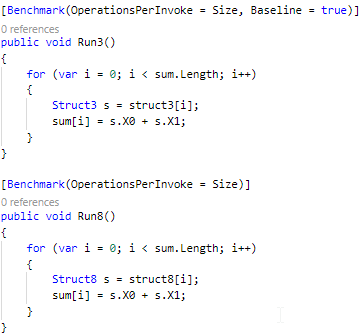 [Benchmark(OperationsPerInvoke = Size, Baseline = true)]
0 references
public void Run3()
{
    for (var i = 0; i < sum.Length; i++)
    {
        Struct3 s = struct3[i];
        sum[i] = s.X0 + s.X1;
    }
}
[Benchmark(OperationsPerInvoke = Size)]
0 references
public void Run8()
{
    for (var i = 0; i < sum.Length; i++)
    {
        Struct8 s = struct8[i];
        sum[i] = s.X0 + s.X1;
    }
}